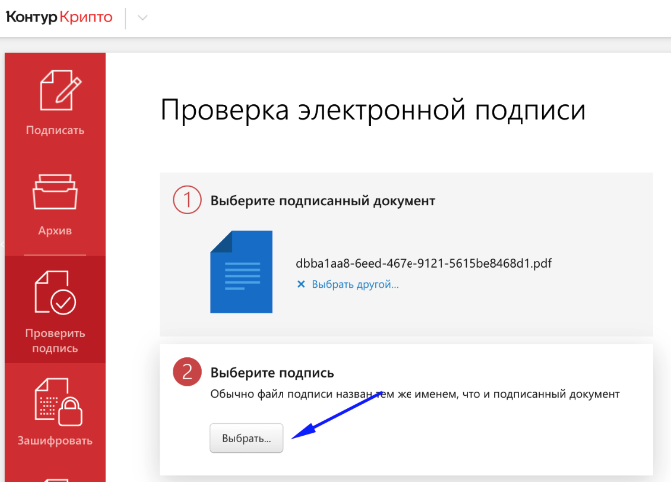 Контур Крипто
Подписать
Архив
Проверить
подпись
Зашифровать
Проверка электронной подписи
1 Выберите подписанный документ
dbba1aa8-6eed-467e-9121-5615be8468d1.pdf
× Выбрать другой...
2 Выберите подпись
Обычно файл подписи назван тем же именем, что и подписанный документ
Выбрать...